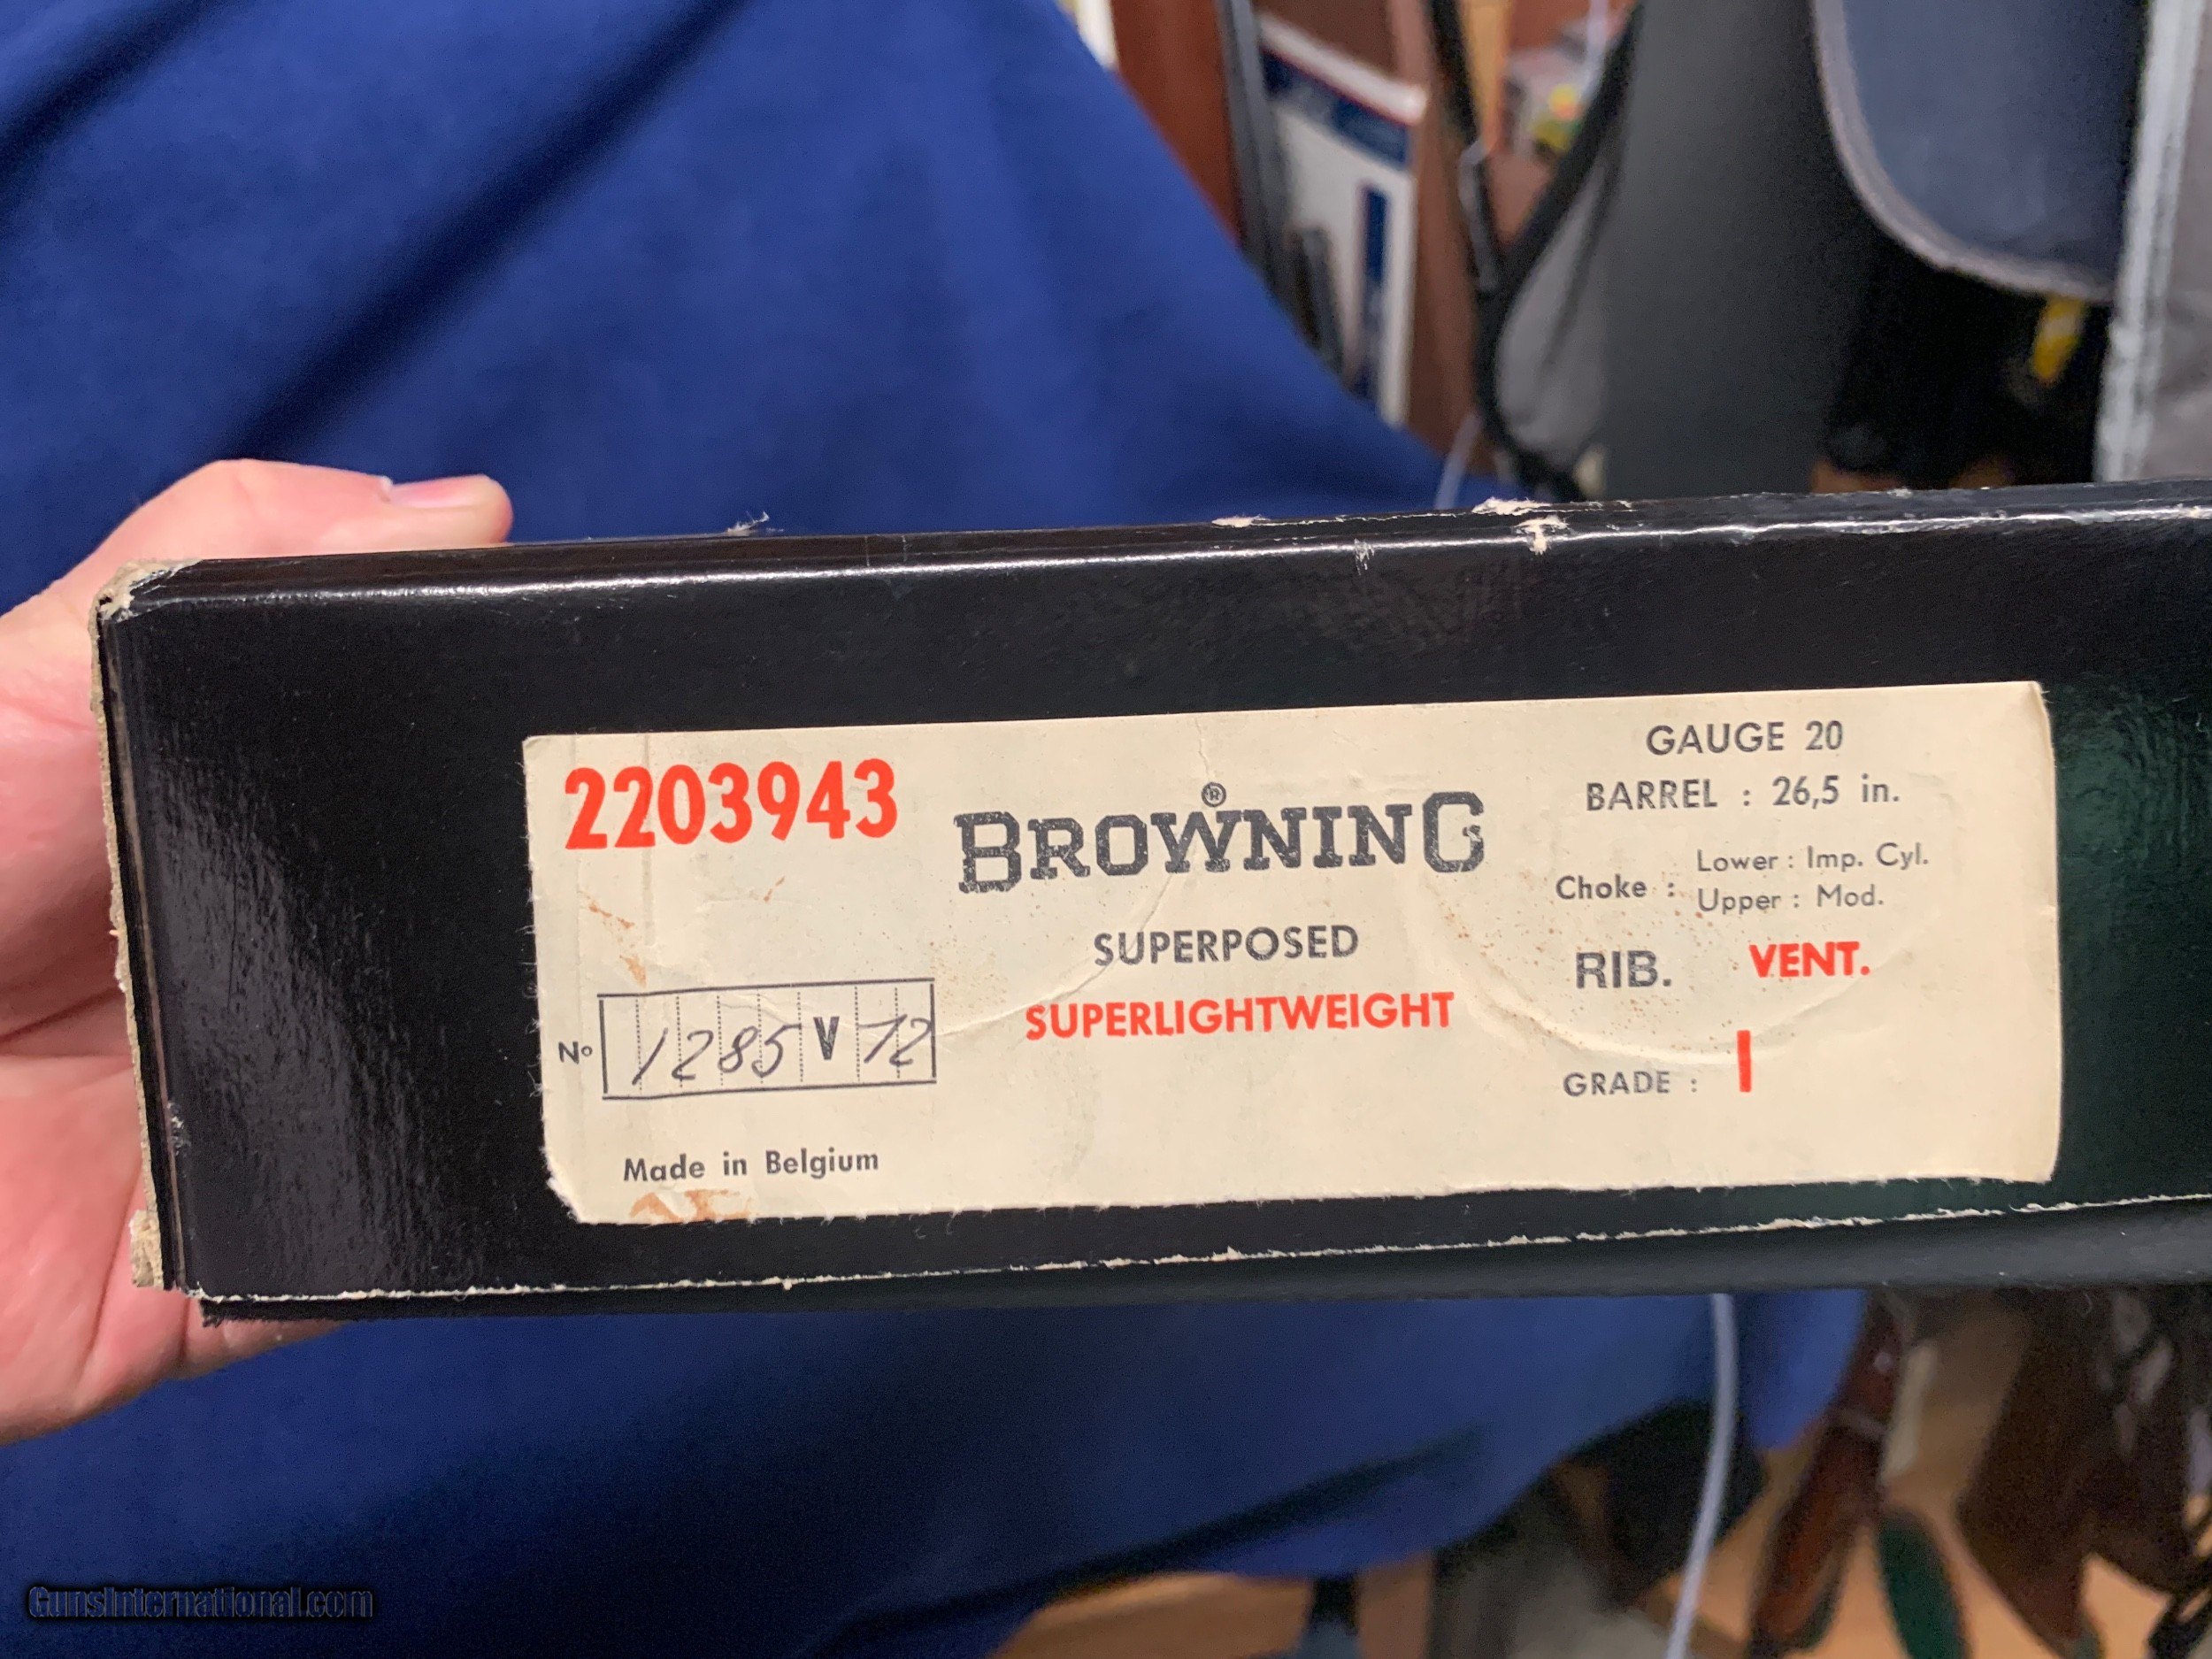 2203943
BROWNING ®
SUPERPOSED
SUPERLIGHTWEIGHT
No 1285 V 72
Made in Belgium
GAUGE 20
BARREL : 26,5 in.
Choke : Lower : Imp. Cyl.
Upper : Mod.
RIB. VENT.
GRADE : I
GunsInternational.com